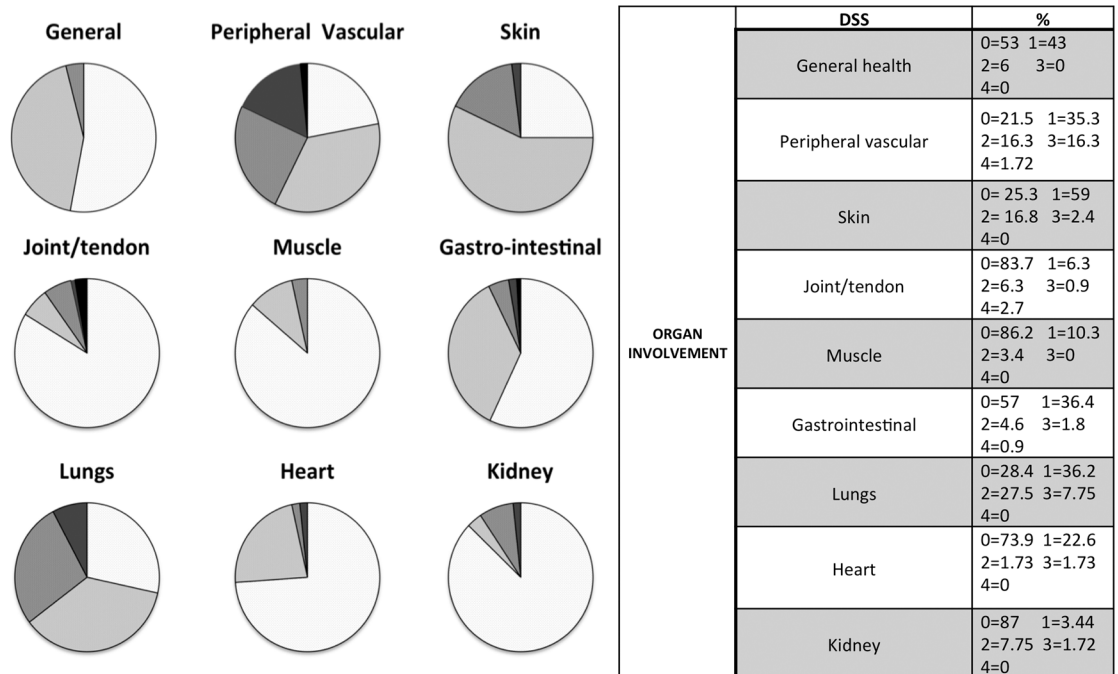 General
Peripheral Vascular
Skin
Joint/tendon
Muscle
Gastro-intestinal
Lungs
Heart
Kidney
DSS %
ORGAN
INVOLVEMENT
General health
0=53 1=43
2=6 3=0
4=0
Peripheral vascular
0=21.5 1=35.3
2=16.3 3=16.3
4=1.72
Skin
0= 25.3 1=59
2= 16.8 3=2.4
4=0
Joint/tendon
0=83.7 1=6.3
2=6.3 3=0.9
4=2.7
Muscle
0=86.2 1=10.3
2=3.4 3=0
4=0
Gastrointestinal
0=57 1=36.4
2=4.6 3=1.8
4=0.9
Lungs
0=28.4 1=36.2
2=27.5 3=7.75
4=0
Heart
0=73.9 1=22.6
2=1.73 3=1.73
4=0
Kidney
0=87 1=3.44
2=7.75 3=1.72
4=0